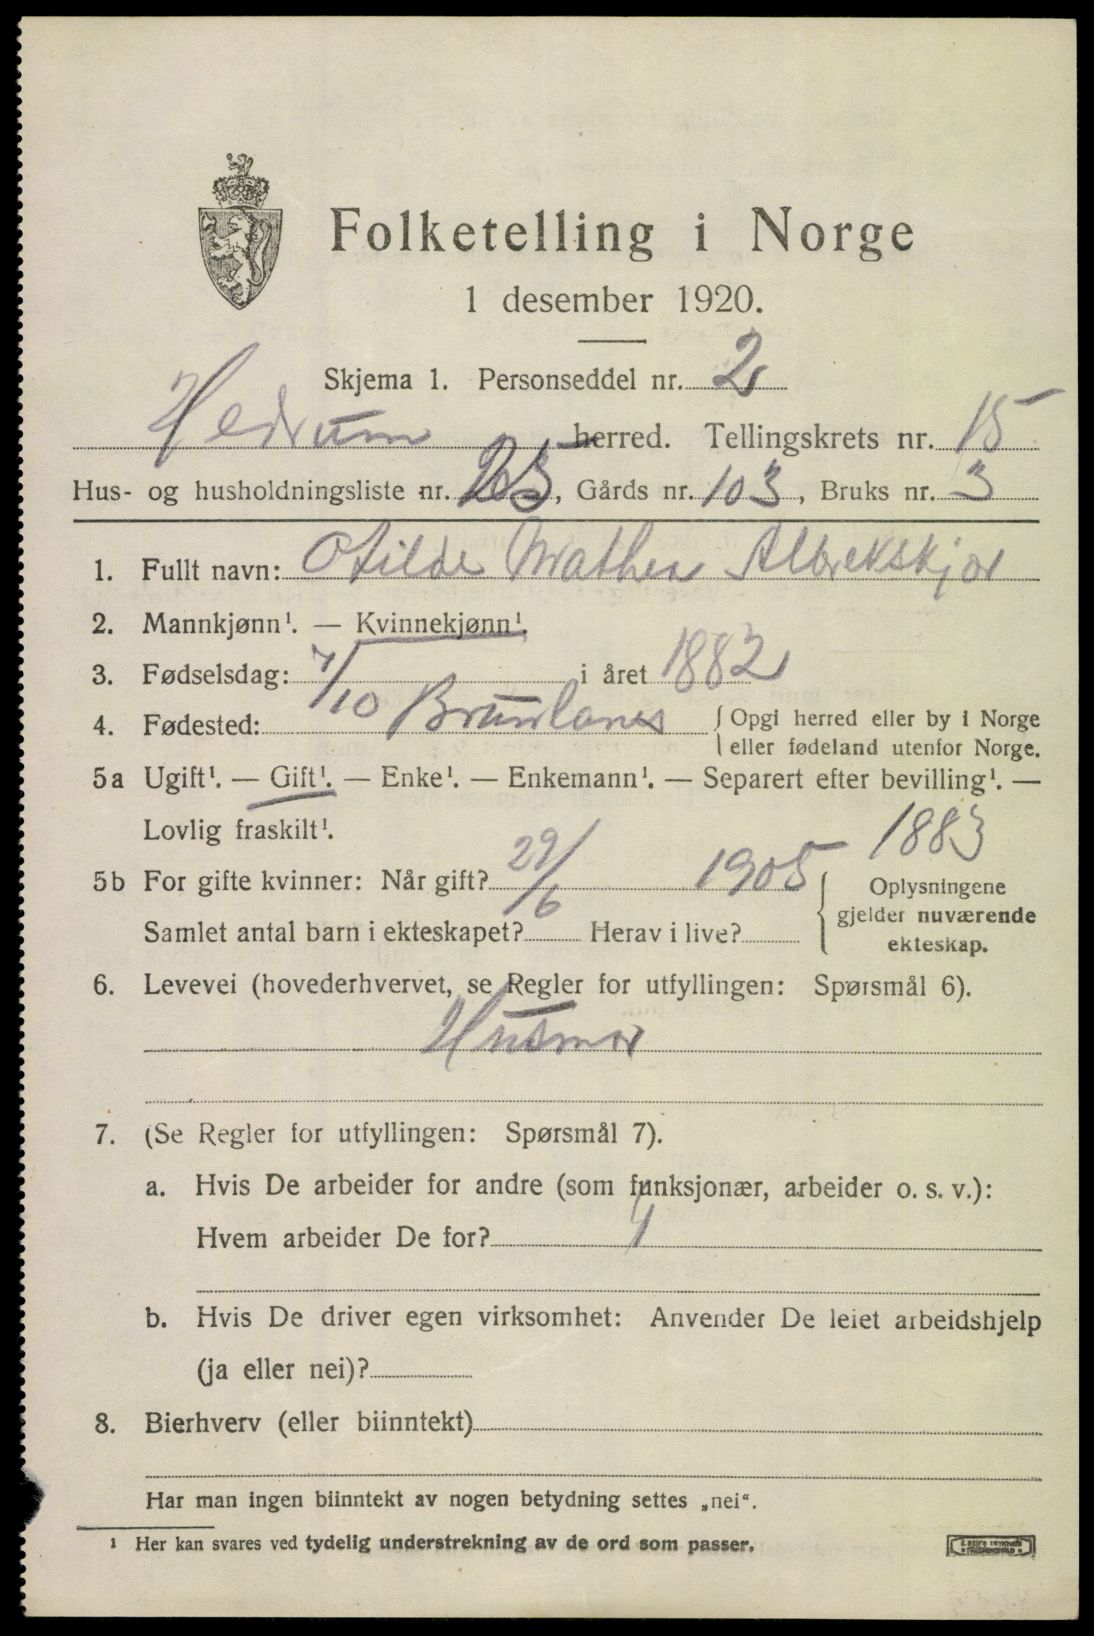 Folketelling i Norge
1 desember 1920.
Skjema 1. Personseddel nr. 2
Hedrum herred. Tellingskrets nr. 15
Hus- og husholdningsliste nr. 25, Gårds nr. 103, Bruks nr. 3
1. Fullt navn: Otilde Mathea Albrekskjør
2. Mannkjønn¹. — Kvinnekjønn¹.
3. Fødselsdag: 7/10 i året 1882
4. Fødested: Brunlanes { Opgi herred eller by i Norge
eller fødeland utenfor Norge.
5a Ugift¹. — Gift¹. — Enke¹. — Enkemann¹. — Separert efter bevilling¹. —
Lovlig fraskilt¹.
1883
5b For gifte kvinner: Når gift? 29/6 1905 { Oplysningene
gjelder nuværende
ekteskap.
Samlet antal barn i ekteskapet? Herav i live?
6. Levevei (hovederhvervet, se Regler for utfyllingen: Spørsmål 6).
Husmor
7. (Se Regler for utfyllingen: Spørsmål 7).
a. Hvis De arbeider for andre (som funksjonær, arbeider o. s. v.):
Hvem arbeider De for? 4
b. Hvis De driver egen virksomhet: Anvender De leiet arbeidshjelp
(ja eller nei)?
8. Bierhverv (eller biinntekt)
Har man ingen biinntekt av nogen betydning settes „nei“.
¹ Her kan svares ved tydelig understrekning av de ord som passer.